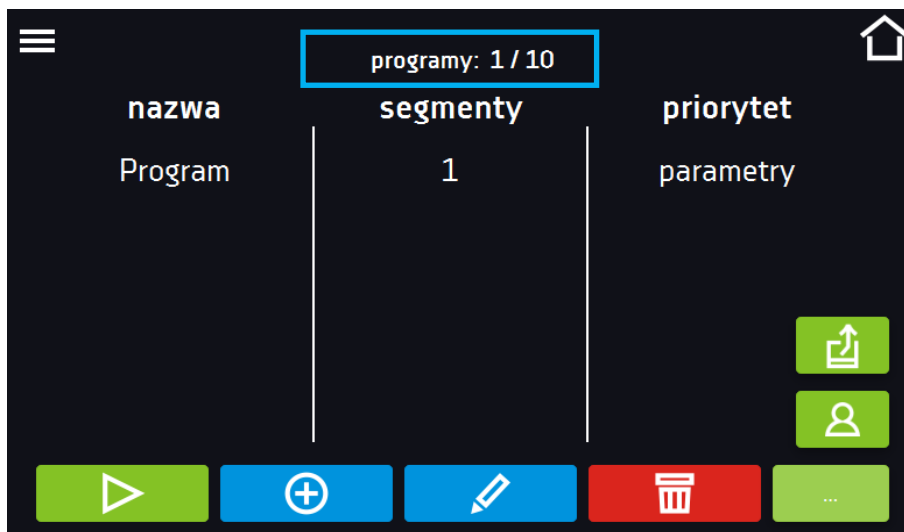 programy: 1 / 10
nazwa segmenty priorytet
Program 1 parametry
...